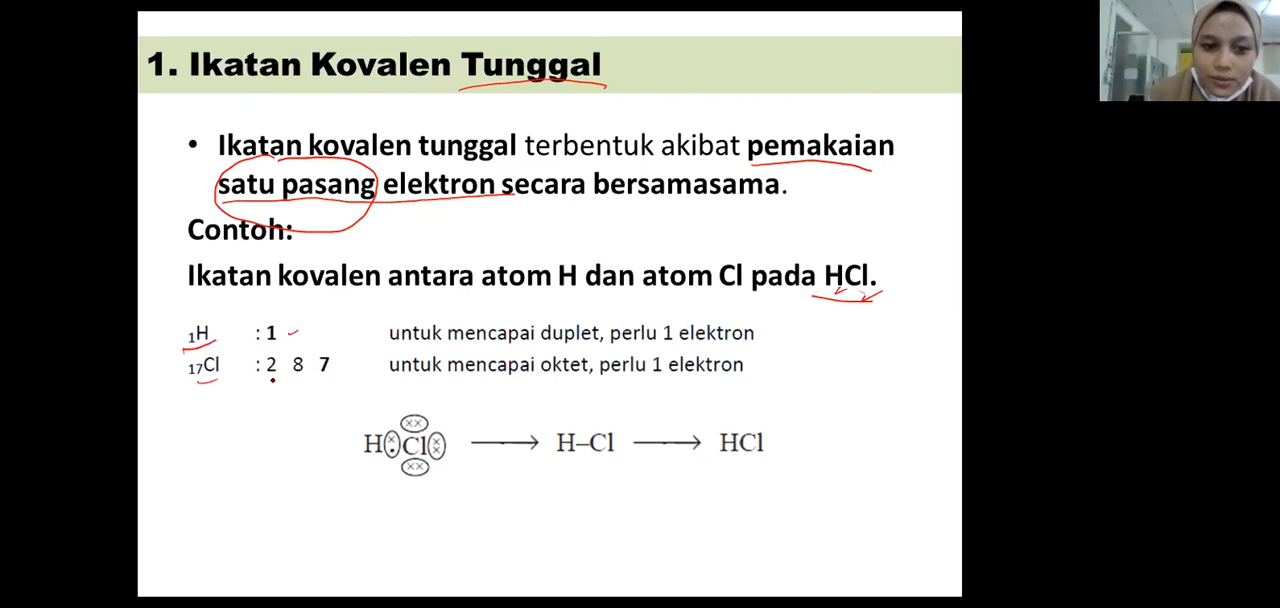 1. Ikatan Kovalen Tunggal
• Ikatan kovalen tunggal terbentuk akibat pemakaian
satu pasang elektron secara bersamasama.
Contoh:
Ikatan kovalen antara atom H dan atom Cl pada HCl.
₁H : 1 untuk mencapai duplet, perlu 1 elektron
₁₇Cl : 2 8 7 untuk mencapai oktet, perlu 1 elektron
H Cl → H–Cl → HCl